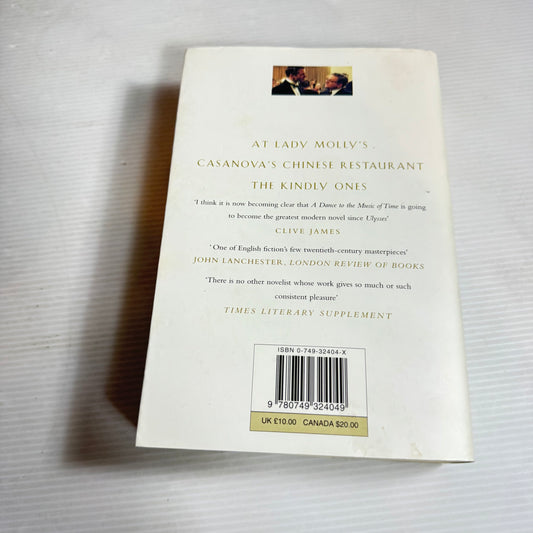 AT LADY MOLLY'S
CASANOVA'S CHINESE RESTAURANT
THE KINDLY ONES
'I think it is now becoming clear that A Dance to the Music of Time is going
to become the greatest modern novel since Ulysses'
CLIVE JAMES
'One of English fiction's few twentieth-century masterpieces'
JOHN LANCHESTER, LONDON REVIEW OF BOOKS
'There is no other novelist whose work gives so much or such
consistent pleasure'
TIMES LITERARY SUPPLEMENT
ISBN 0-749-32404-X
9 780749 324049
UK £10.00 CANADA $20.00